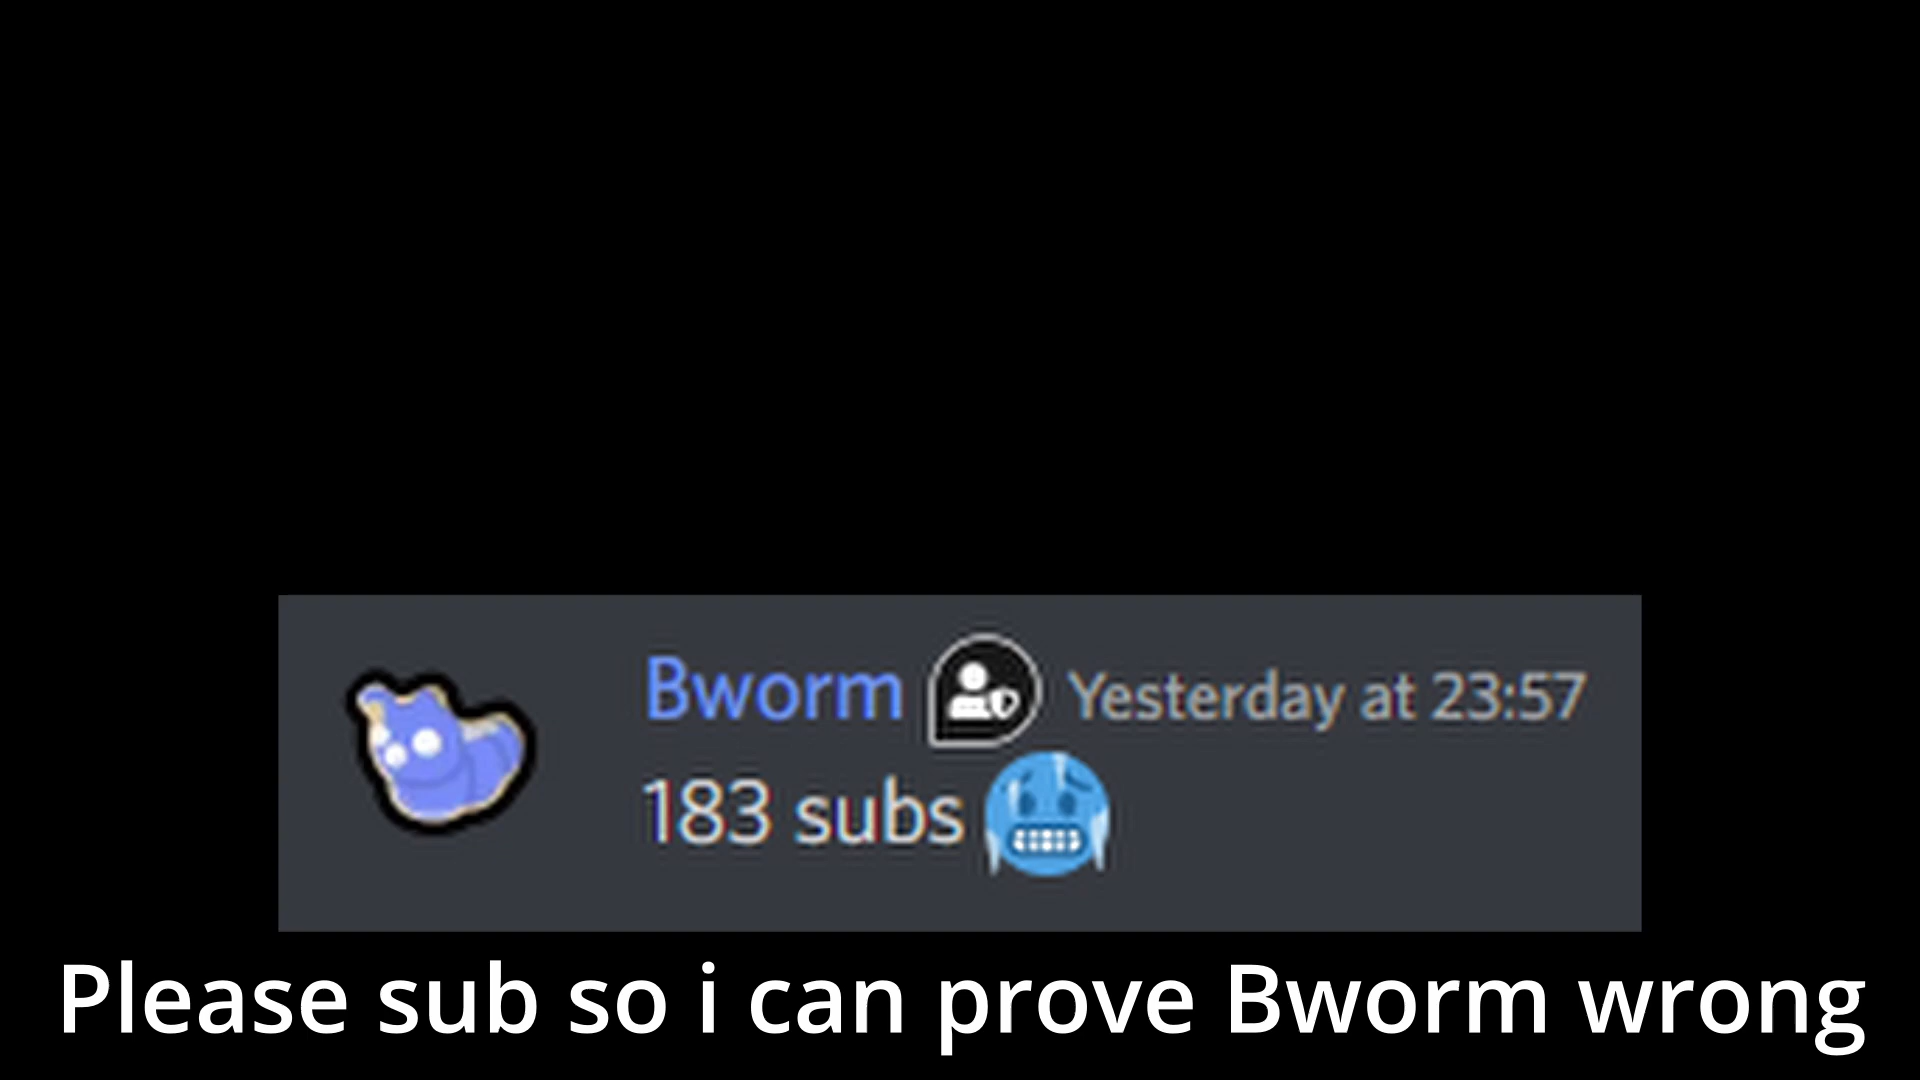 Bworm Yesterday at 23:57
183 subs 🥶
Please sub so i can prove Bworm wrong